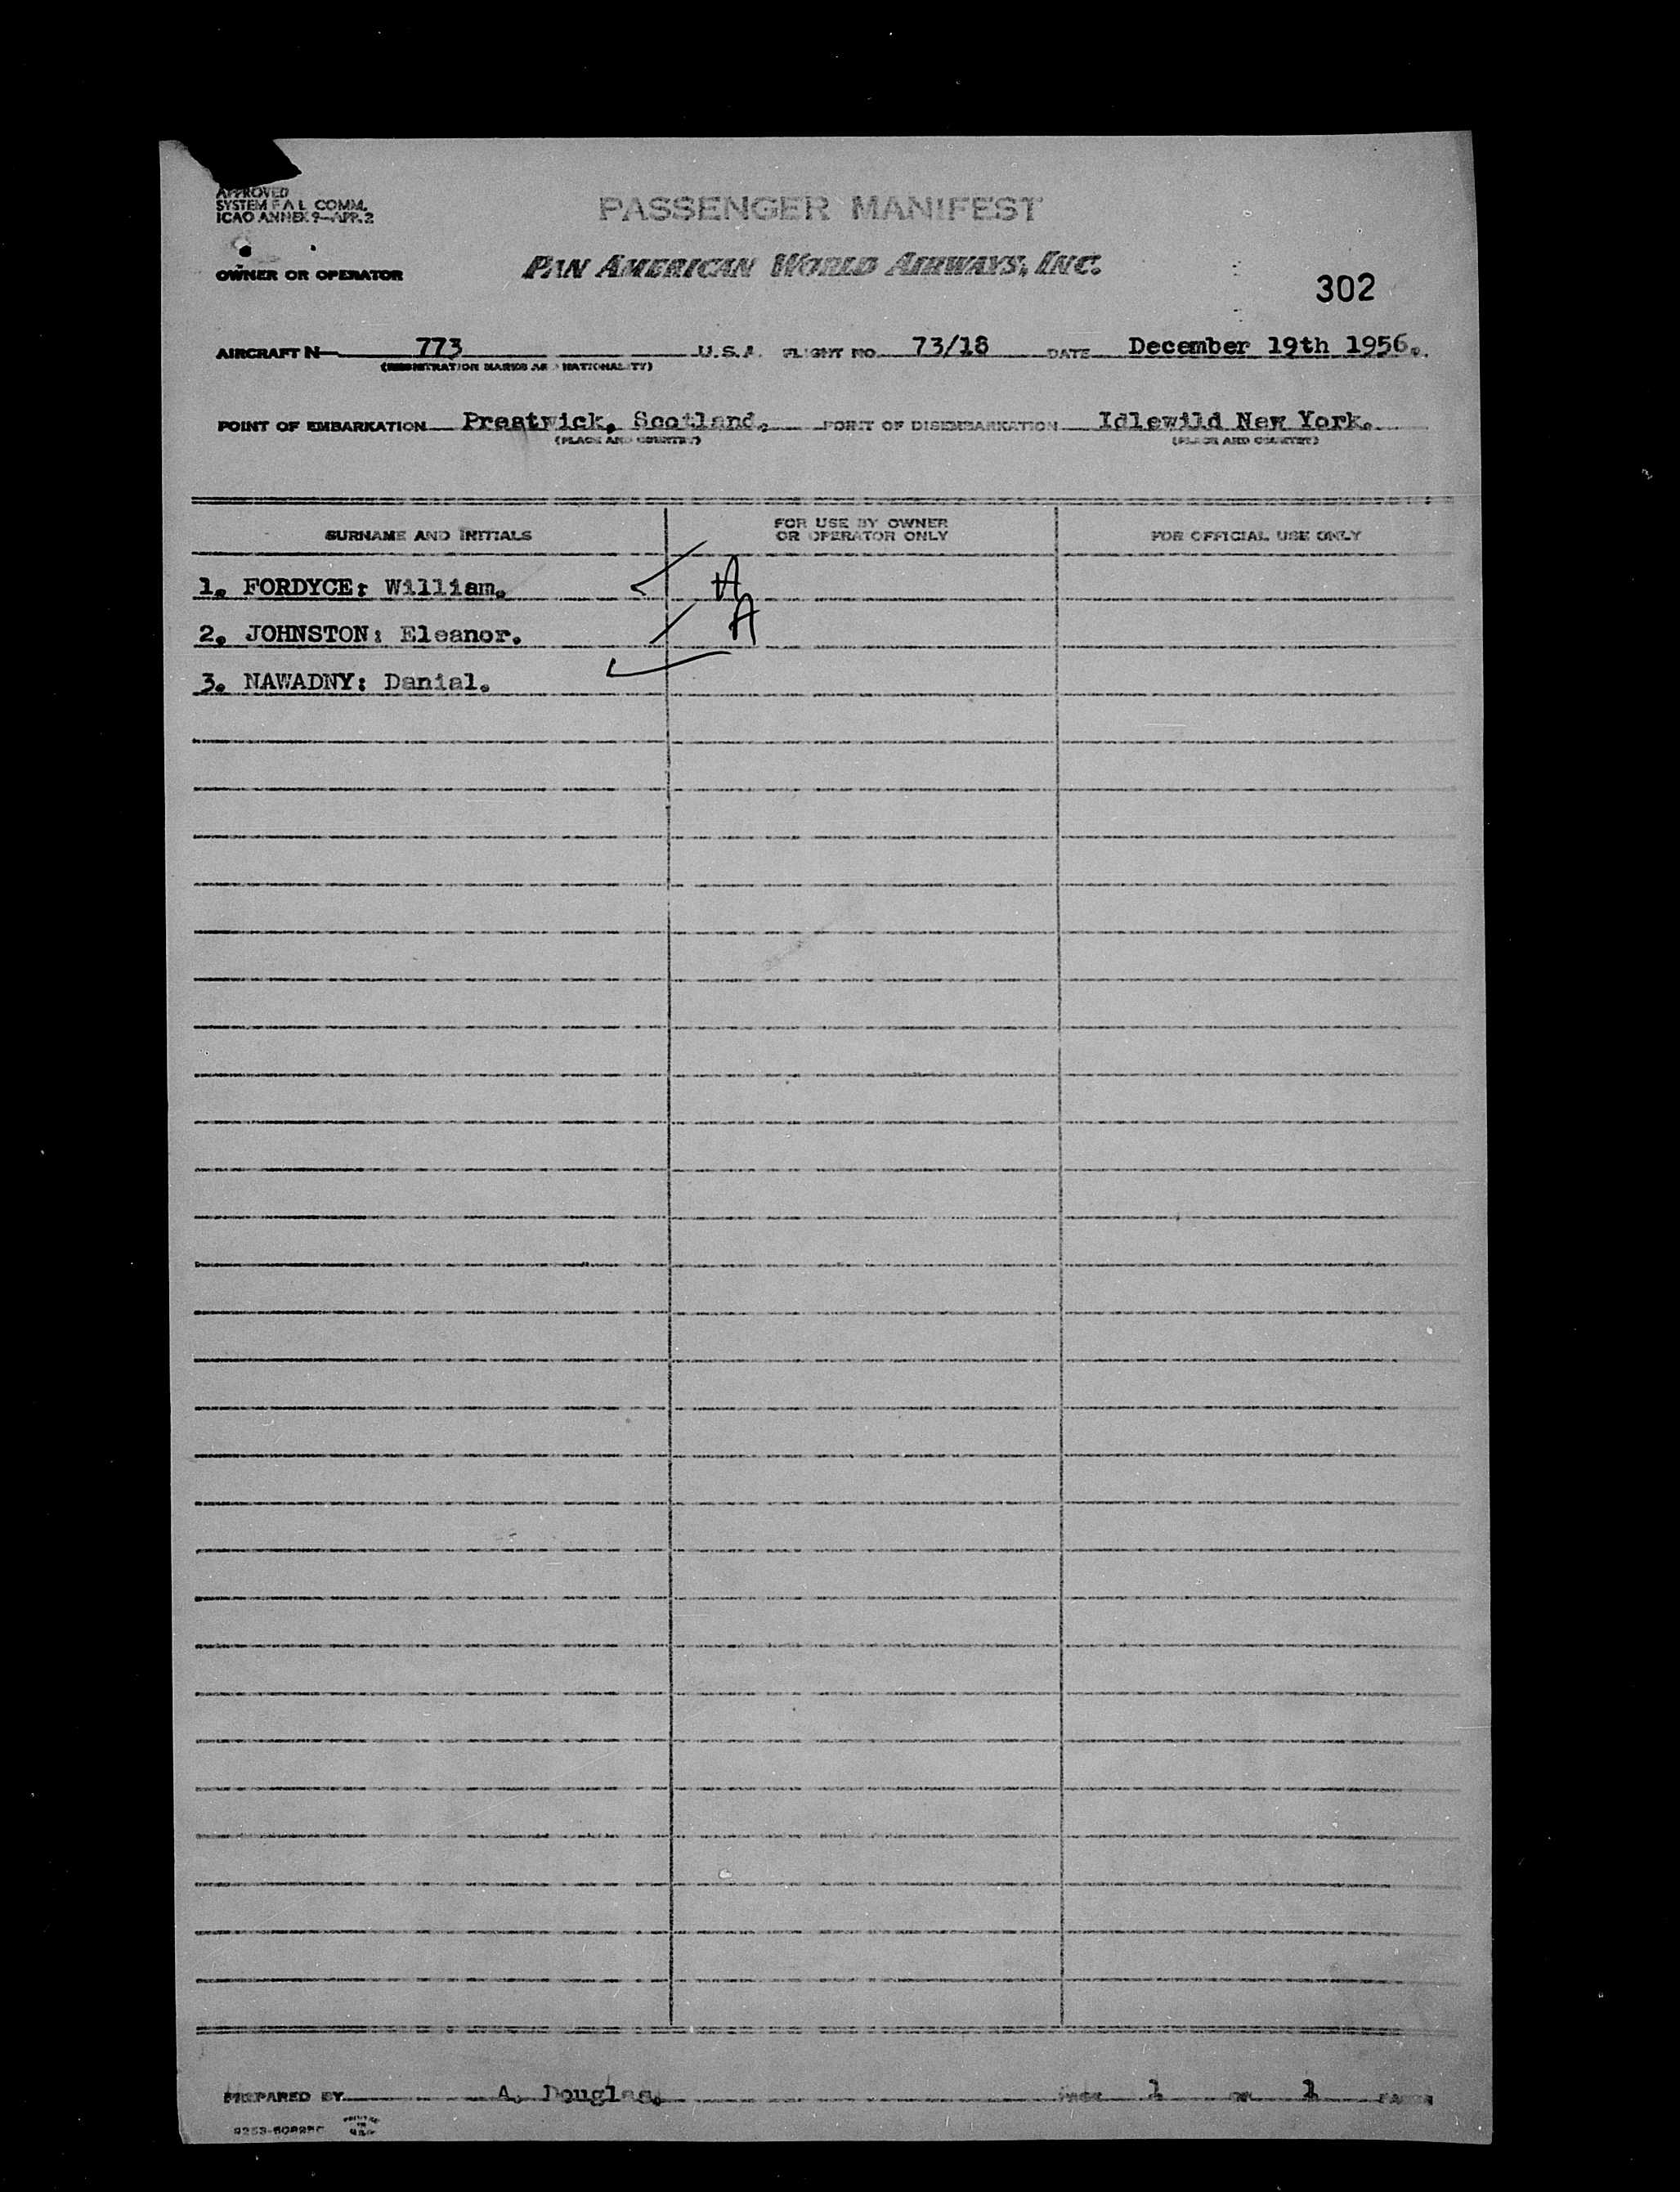 APPROVED
SYSTEM F A L COMM.
ICAO ANNEX 9—APP. 2
PASSENGER MANIFEST
OWNER OR OPERATOR PAN AMERICAN WORLD AIRWAYS, INC.
302
AIRCRAFT N 773 U.S.A. FLIGHT NO. 73/18 DATE December 19th 1956.
(REGISTRATION MARKS AND NATIONALITY)
POINT OF EMBARKATION Prestwick, Scotland. POINT OF DISEMBARKATION Idlewild New York.
(PLACE AND COUNTRY) (PLACE AND COUNTRY)
SURNAME AND INITIALS FOR USE BY OWNER OR OPERATOR ONLY FOR OFFICIAL USE ONLY
1. FORDYCE: William. A
2. JOHNSTON: Eleanor. A
3. NAWADNY: Danial.
PREPARED BY A. Douglas. PAGE 1 OF 1 PAGES
PRINTED
IN
U.S.A.